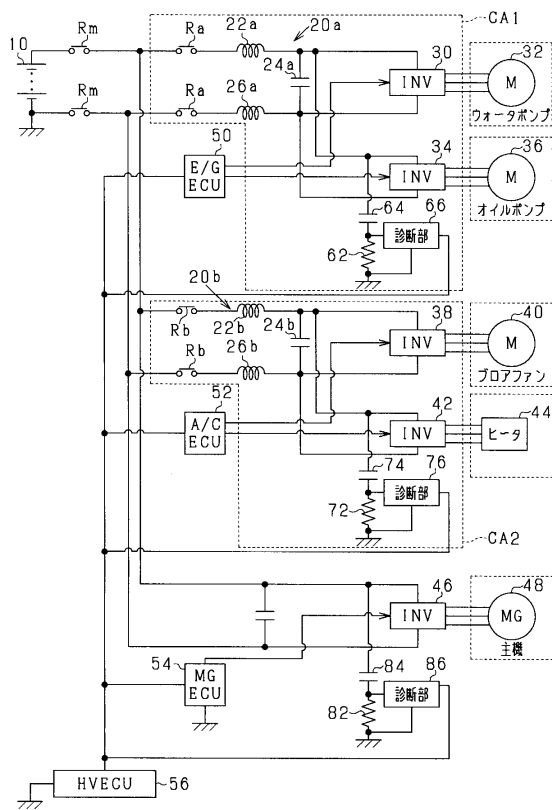 10
Rm
Ra
22a
20a
CA1
30
32
24a
INV
M
Rm
Ra
26a
ウォータポンプ
50
34
36
E/G
ECU
INV
M
64
66
オイルポンプ
診断部
62
20b
Rb
22b
24b
38
40
INV
M
Rb
26b
ブロアファン
52
42
44
A/C
ECU
INV
ヒータ
74
76
診断部
72
CA2
46
48
INV
MG
54
主機
MG
ECU
84
86
診断部
82
HVECU
56